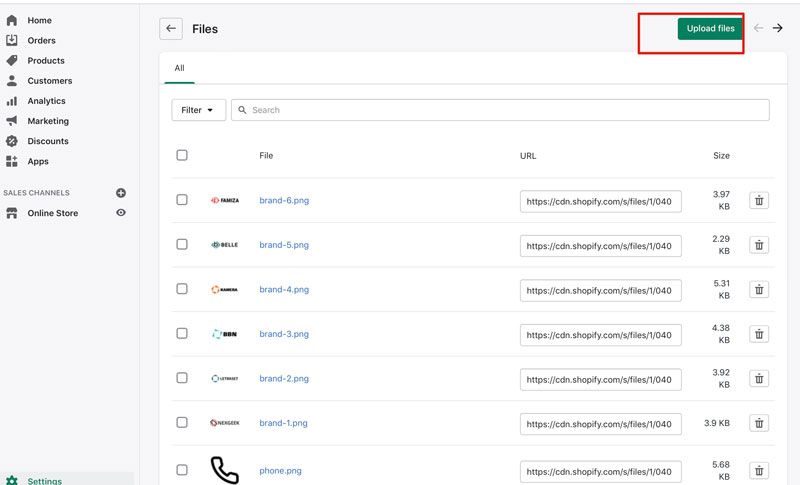 Home
Orders
Products
Customers
Analytics
Marketing
Discounts
Apps
SALES CHANNELS
Online Store
Settings
Files
Upload files
All
Filter
Search
File URL Size
FAMIZA brand-6.png https://cdn.shopify.com/s/files/1/040 3.97 KB
BELLE brand-5.png https://cdn.shopify.com/s/files/1/040 2.29 KB
brand-4.png https://cdn.shopify.com/s/files/1/040 5.31 KB
BBN brand-3.png https://cdn.shopify.com/s/files/1/040 4.38 KB
brand-2.png https://cdn.shopify.com/s/files/1/040 3.92 KB
NEXGEEK brand-1.png https://cdn.shopify.com/s/files/1/040 3.9 KB
phone.png https://cdn.shopify.com/s/files/1/040 5.68 KB